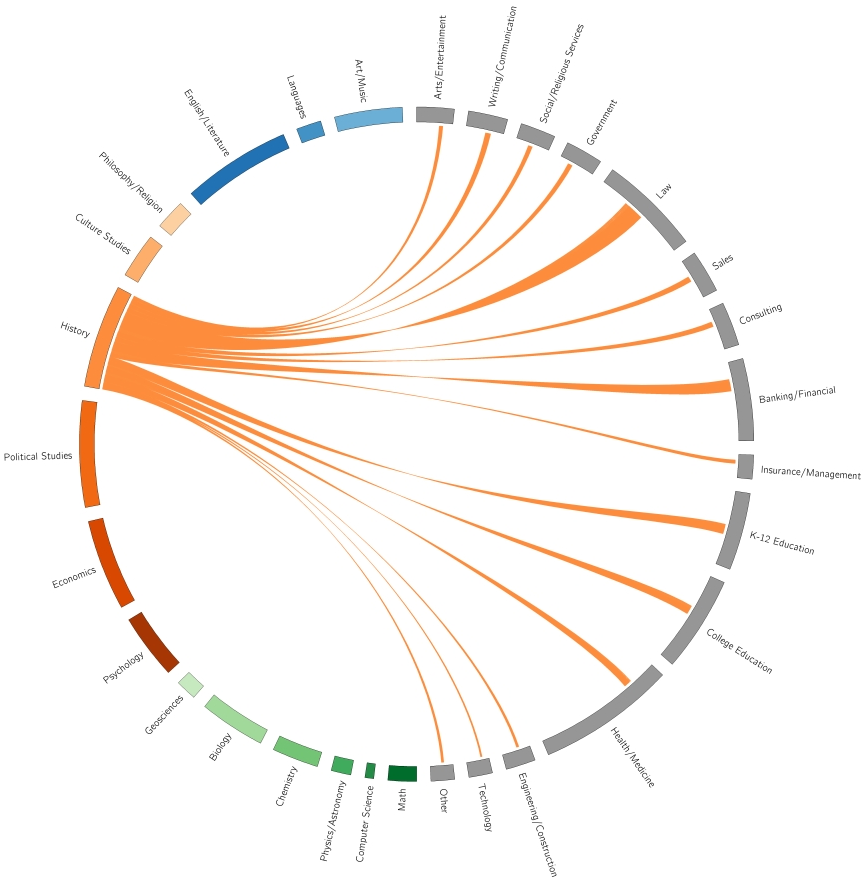 Arts/Entertainment
Writing/Communication
Social/Religious Services
Government
Law
Sales
Consulting
Banking/Financial
Insurance/Management
K-12 Education
College Education
Health/Medicine
Engineering/Construction
Technology
Other
Math
Computer Science
Physics/Astronomy
Chemistry
Biology
Geosciences
Psychology
Economics
Political Studies
History
Culture Studies
Philosophy/Religion
English/Literature
Languages
Art/Music